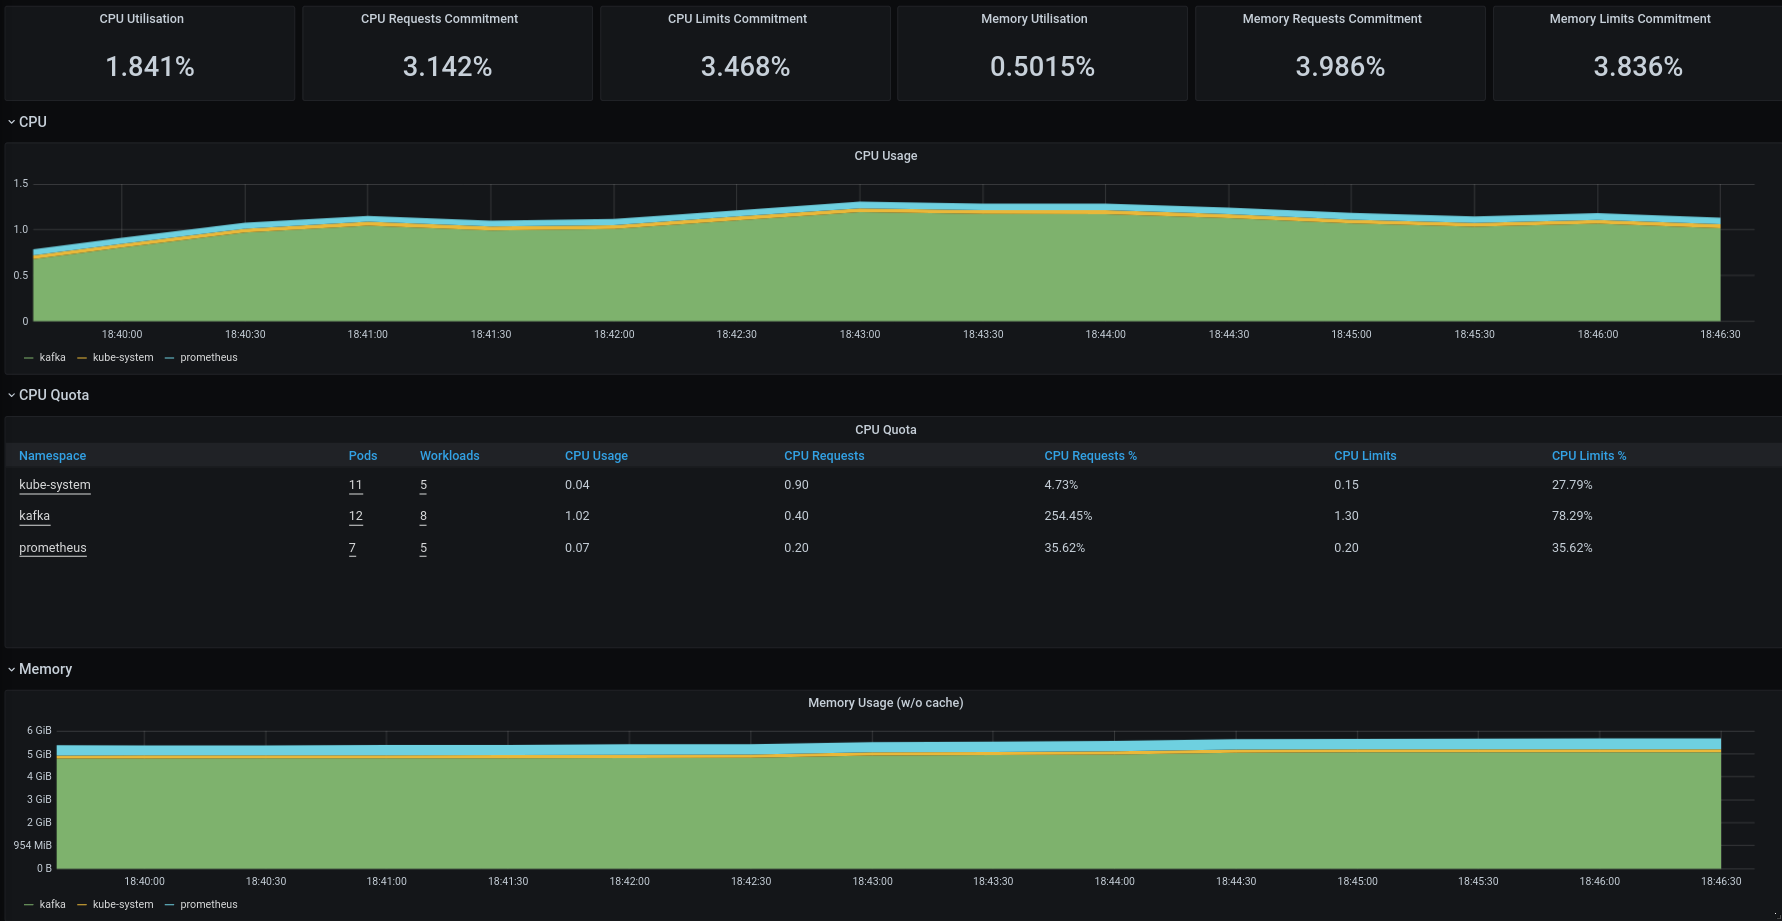 CPU Utilisation CPU Requests Commitment CPU Limits Commitment Memory Utilisation Memory Requests Commitment Memory Limits Commitment
1.841% 3.142% 3.468% 0.5015% 3.986% 3.836%
CPU
CPU Usage
1.5
1.0
0.5
0
18:40:00 18:40:30 18:41:00 18:41:30 18:42:00 18:42:30 18:43:00 18:43:30 18:44:00 18:44:30 18:45:00 18:45:30 18:46:00 18:46:30
kafka kube-system prometheus
CPU Quota
CPU Quota
Namespace Pods Workloads CPU Usage CPU Requests CPU Requests % CPU Limits CPU Limits %
kube-system 11 5 0.04 0.90 4.73% 0.15 27.79%
kafka 12 8 1.02 0.40 254.45% 1.30 78.29%
prometheus 7 5 0.07 0.20 35.62% 0.20 35.62%
Memory
Memory Usage (w/o cache)
6 GiB
5 GiB
4 GiB
3 GiB
2 GiB
954 MiB
0 B
18:40:00 18:40:30 18:41:00 18:41:30 18:42:00 18:42:30 18:43:00 18:43:30 18:44:00 18:44:30 18:45:00 18:45:30 18:46:00 18:46:30
kafka kube-system prometheus